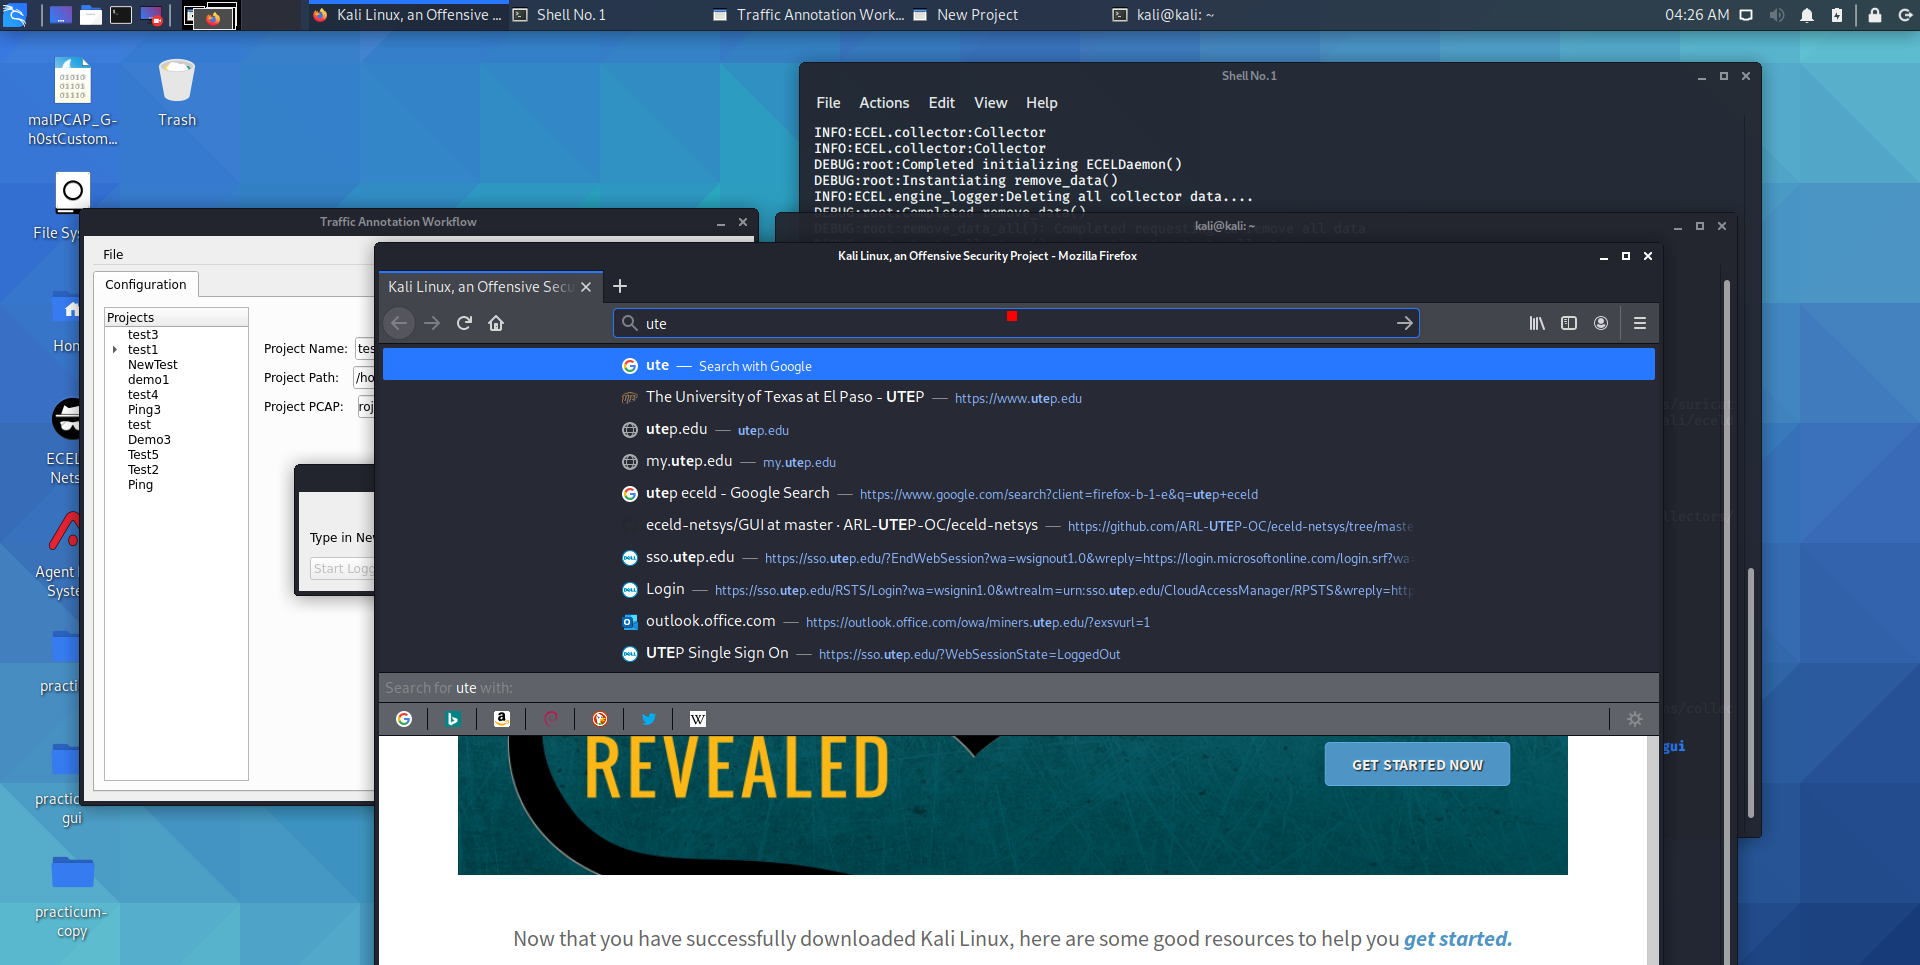 Kali Linux, an Offensive ...
Shell No. 1
Traffic Annotation Work...
New Project
kali@kali: ~
04:26 AM
malPCAP_G-
h0stCustom...
Trash
File Sy
Hor
ECEL
Nets
Agent
Syste
practi
practic
gui
practicum-
copy
Shell No. 1
File Actions Edit View Help
INFO:ECEL.collector:Collector
INFO:ECEL.collector:Collector
DEBUG:root:Completed initializing ECELDaemon()
DEBUG:root:Instantiating remove_data()
INFO:ECEL.engine_logger:Deleting all collector data....
DEBUG:root:Completed remove_data()
kali@kali: ~
Traffic Annotation Workflow
File
Configuration
Projects
test3
test1
NewTest
demo1
test4
Ping3
test
Demo3
Test5
Test2
Ping
Project Name: tes
Project Path: /ho
Project PCAP: roj
Type in Ne
Start Logg
Kali Linux, an Offensive Security Project - Mozilla Firefox
Kali Linux, an Offensive Secu
ute
ute — Search with Google
The University of Texas at El Paso - UTEP — https://www.utep.edu
utep.edu — utep.edu
my.utep.edu — my.utep.edu
utep eceld - Google Search — https://www.google.com/search?client=firefox-b-1-e&q=utep+eceld
eceld-netsys/GUI at master · ARL-UTEP-OC/eceld-netsys — https://github.com/ARL-UTEP-OC/eceld-netsys/tree/maste
sso.utep.edu — https://sso.utep.edu/?EndWebSession?wa=wsignout1.0&wreply=https://login.microsoftonline.com/login.srf?wa
Login — https://sso.utep.edu/RSTS/Login?wa=wsignin1.0&wtrealm=urn:sso.utep.edu/CloudAccessManager/RPSTS&wreply=http
outlook.office.com — https://outlook.office.com/owa/miners.utep.edu/?exsvurl=1
UTEP Single Sign On — https://sso.utep.edu/?WebSessionState=LoggedOut
Search for ute with:
REVEALED
GET STARTED NOW
Now that you have successfully downloaded Kali Linux, here are some good resources to help you get started.
gui